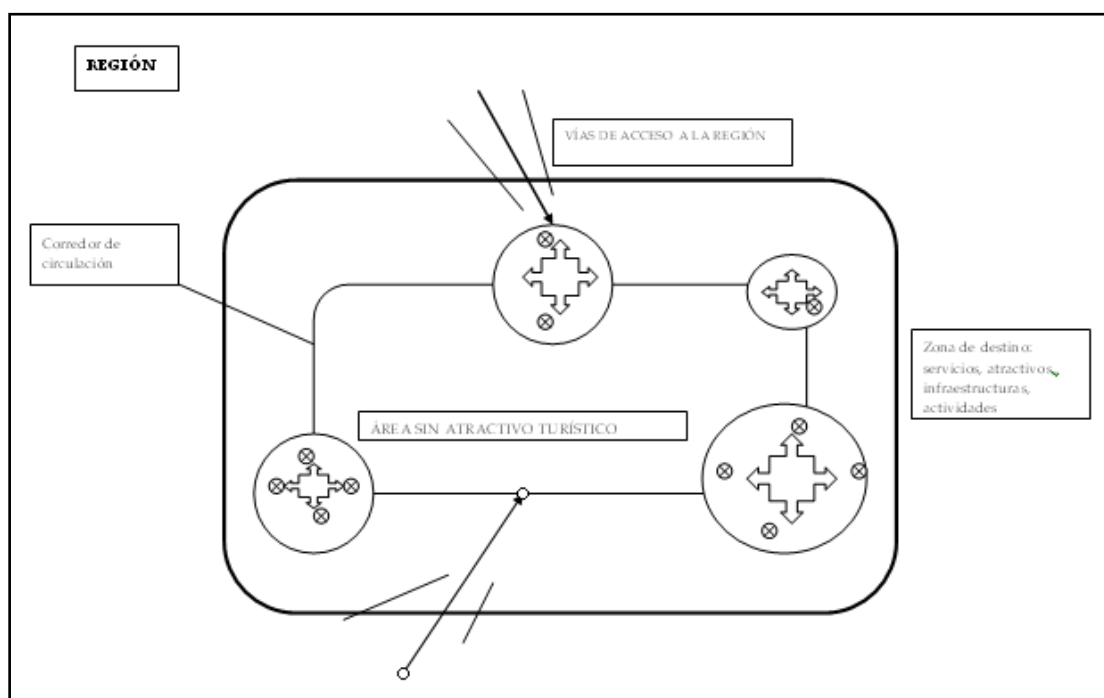 REGIÓN
VÍAS DE ACCESO A LA REGIÓN
Corredor de
circulación
Zona de destino:
servicios, atractivos,
infraestructuras,
actividades
ÁREA SIN ATRACTIVO TURÍSTICO